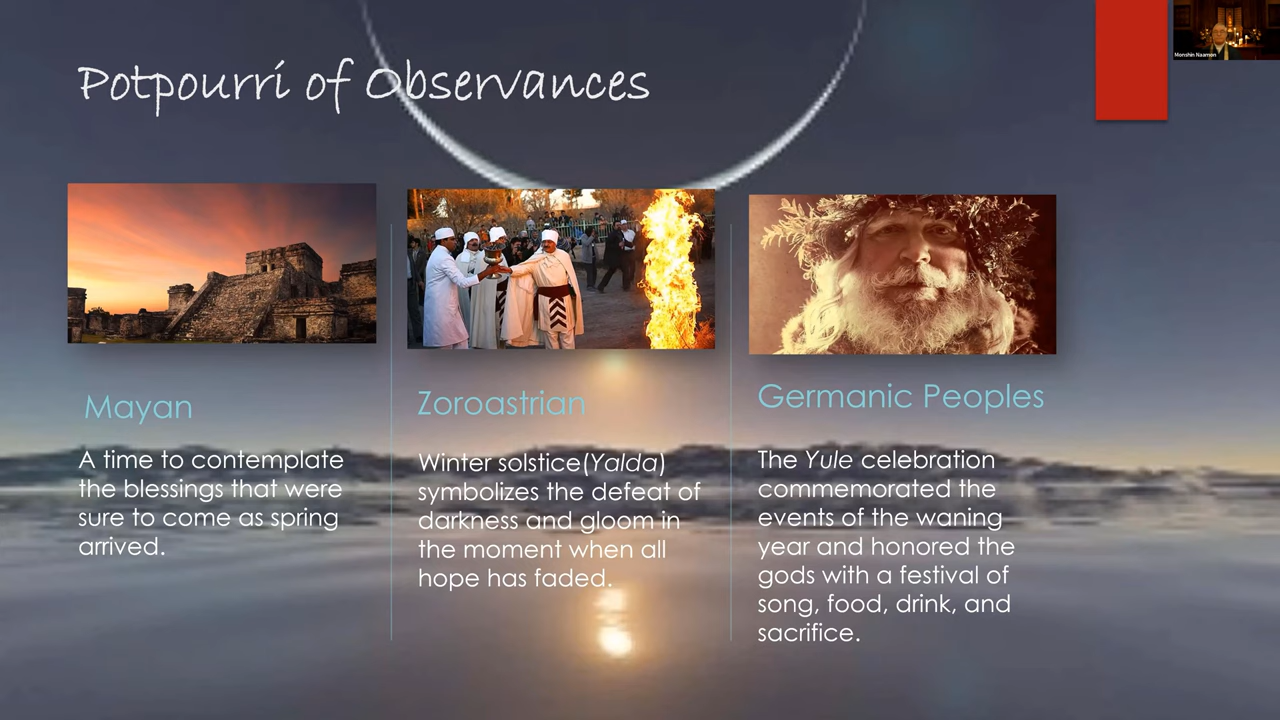 Potpourri of Observances
Monshin Naamon
Mayan
A time to contemplate
the blessings that were
sure to come as spring
arrived.
Zoroastrian
Winter solstice(Yalda)
symbolizes the defeat of
darkness and gloom in
the moment when all
hope has faded.
Germanic Peoples
The Yule celebration
commemorated the
events of the waning
year and honored the
gods with a festival of
song, food, drink, and
sacrifice.